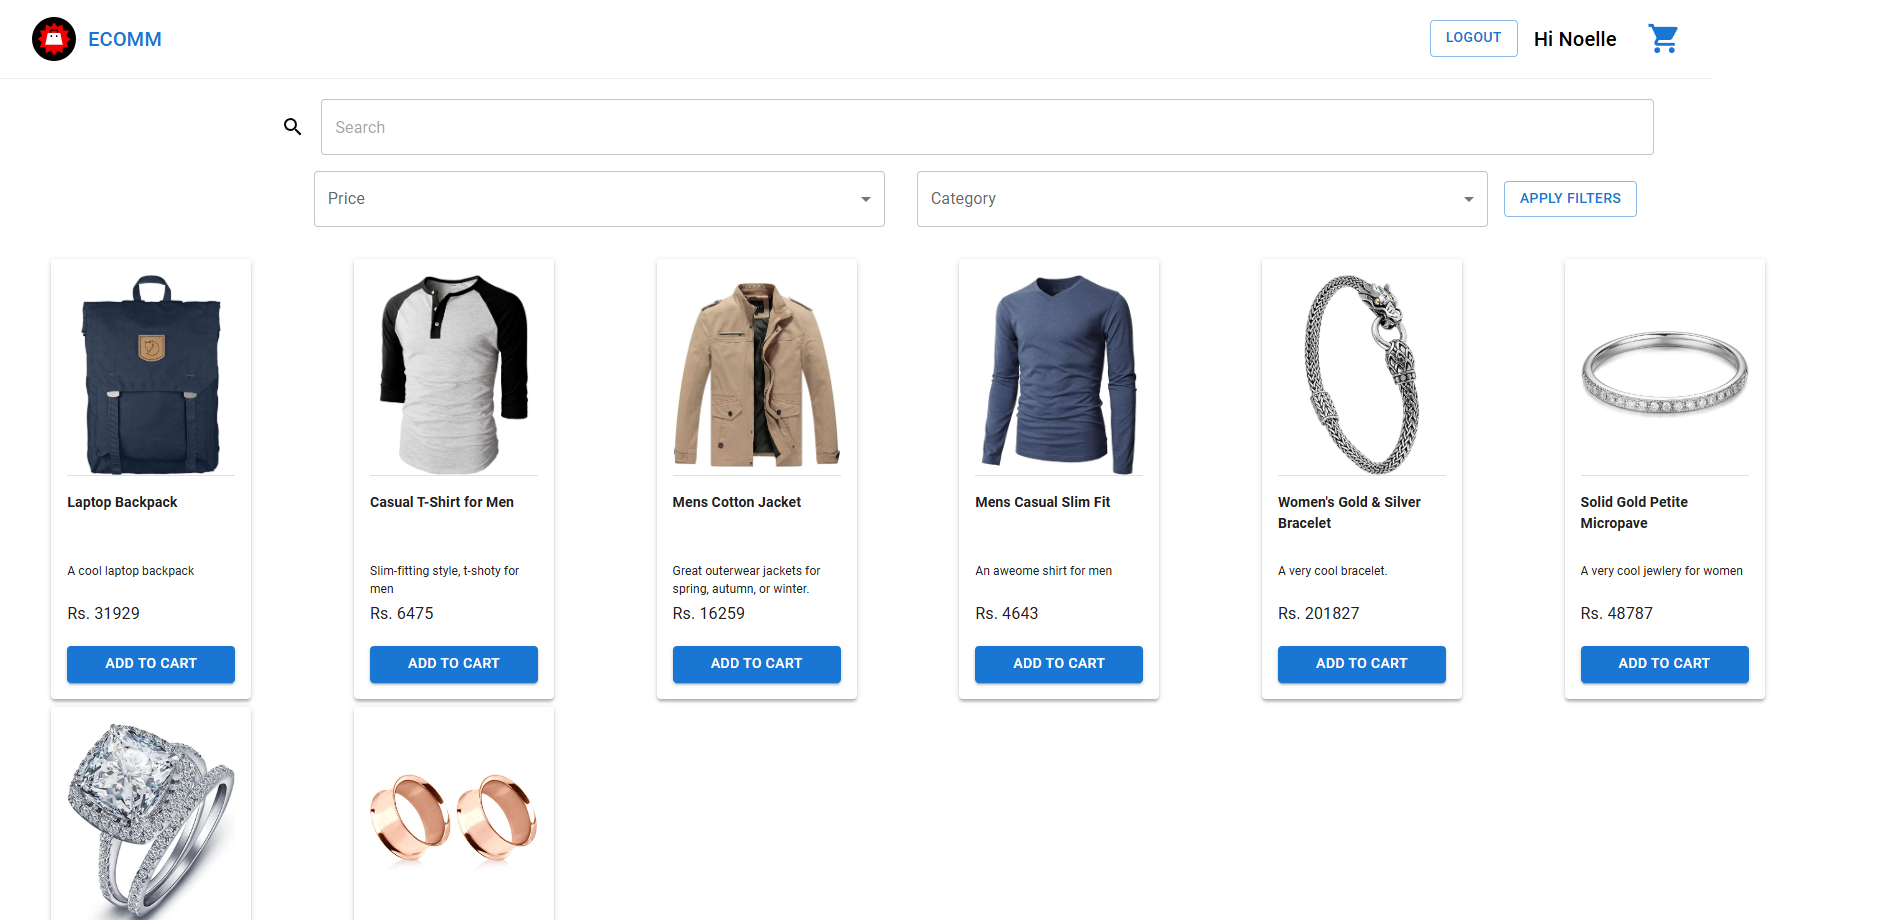 ECOMM
LOGOUT
Hi Noelle
Search
Price
Category
APPLY FILTERS
Laptop Backpack
A cool laptop backpack
Rs. 31929
ADD TO CART
Casual T-Shirt for Men
Slim-fitting style, t-shoty for
men
Rs. 6475
ADD TO CART
Mens Cotton Jacket
Great outerwear jackets for
spring, autumn, or winter.
Rs. 16259
ADD TO CART
Mens Casual Slim Fit
An aweome shirt for men
Rs. 4643
ADD TO CART
Women's Gold & Silver
Bracelet
A very cool bracelet.
Rs. 201827
ADD TO CART
Solid Gold Petite
Micropave
A very cool jewlery for women
Rs. 48787
ADD TO CART